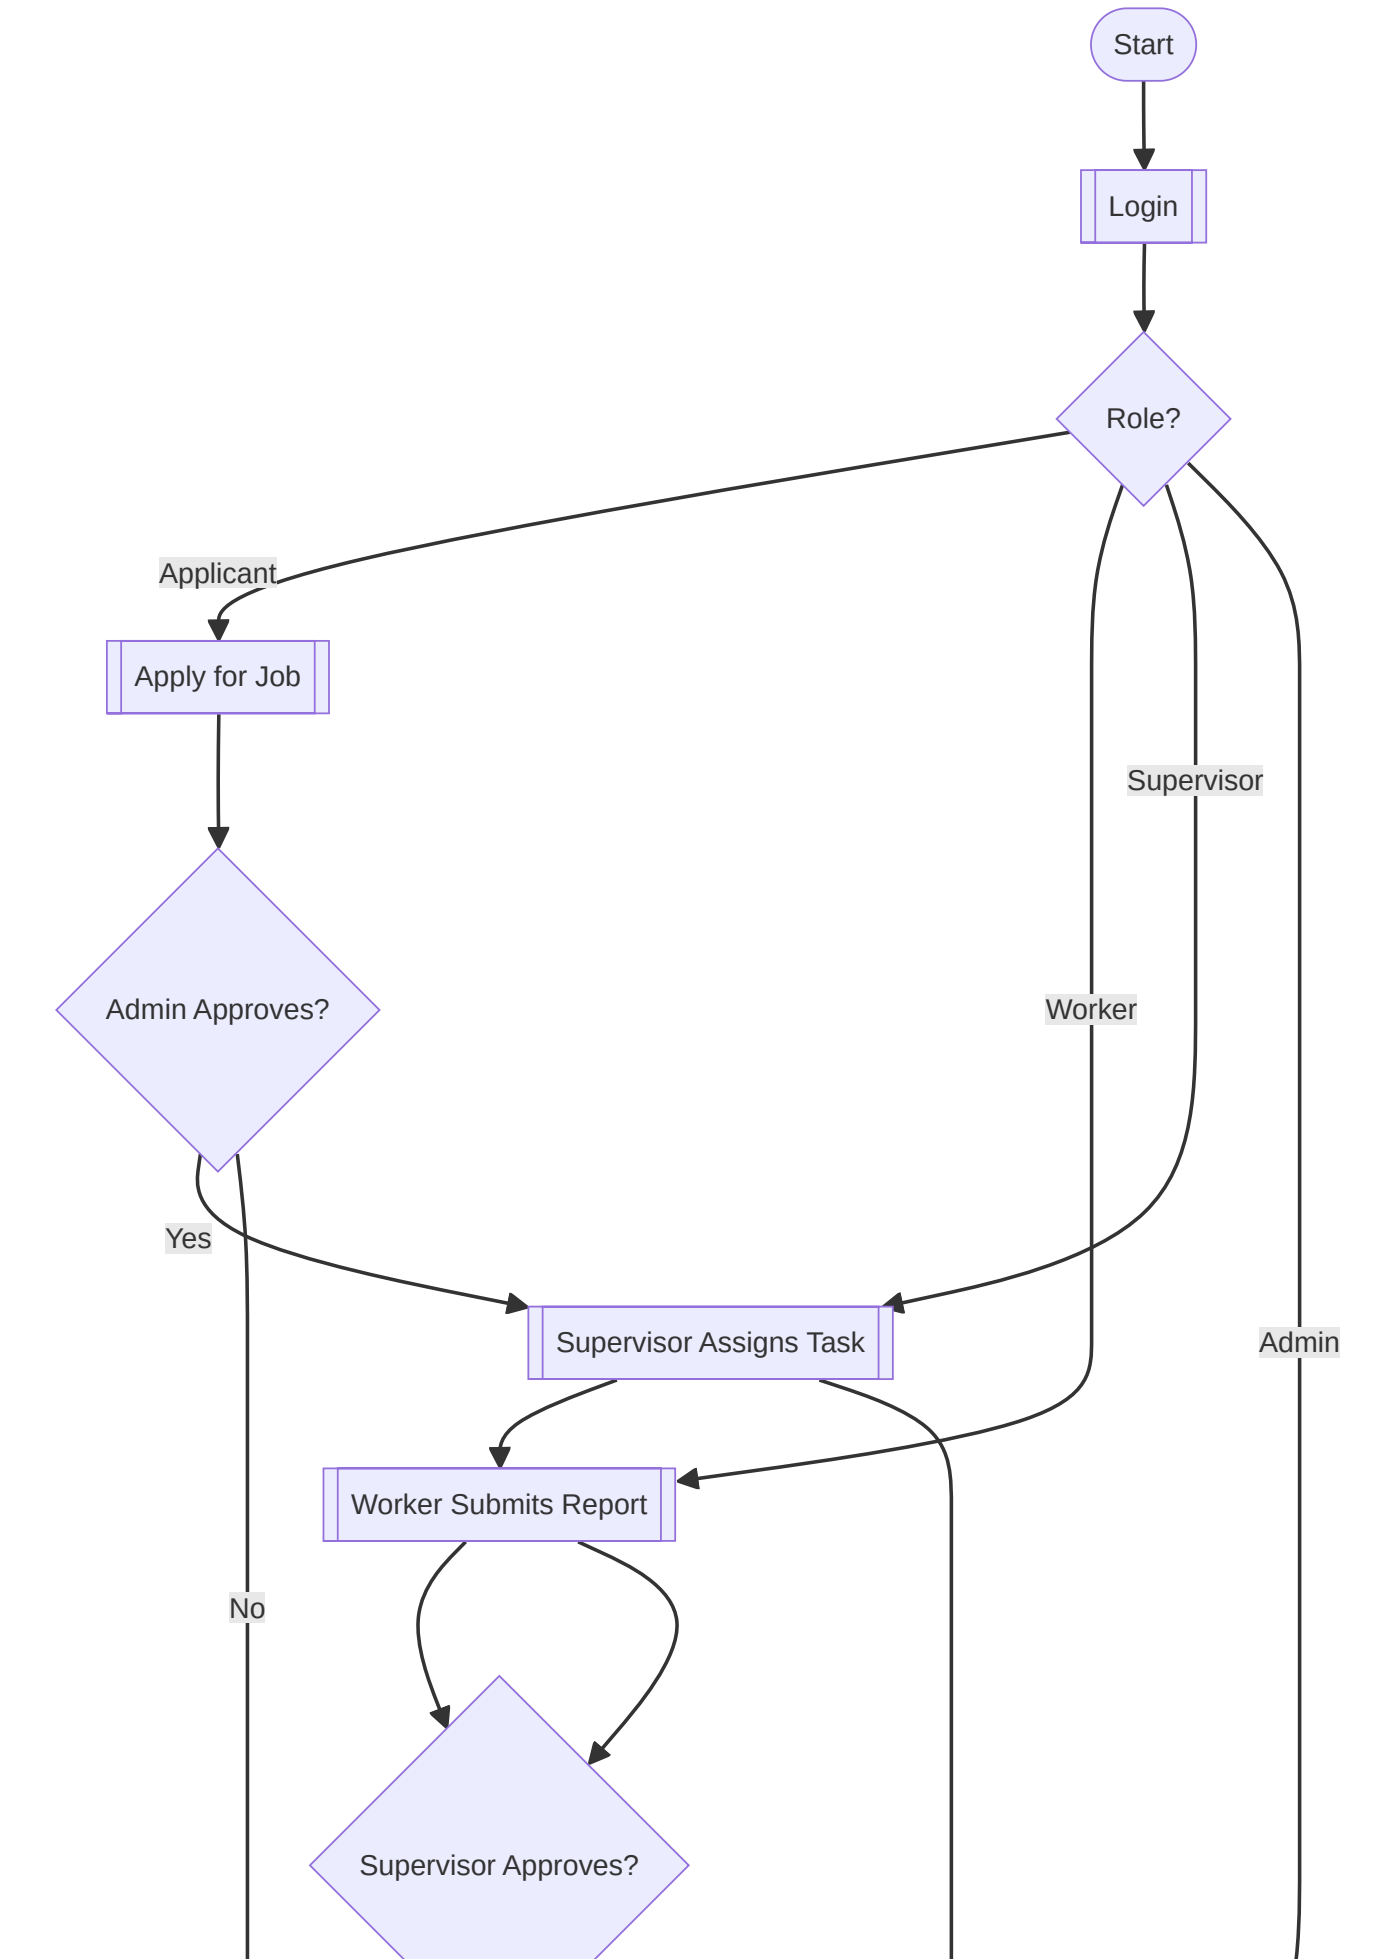 Start
Login
Role?
Applicant
Apply for Job
Supervisor
Admin Approves?
Worker
Yes
Supervisor Assigns Task
Admin
Worker Submits Report
No
Supervisor Approves?